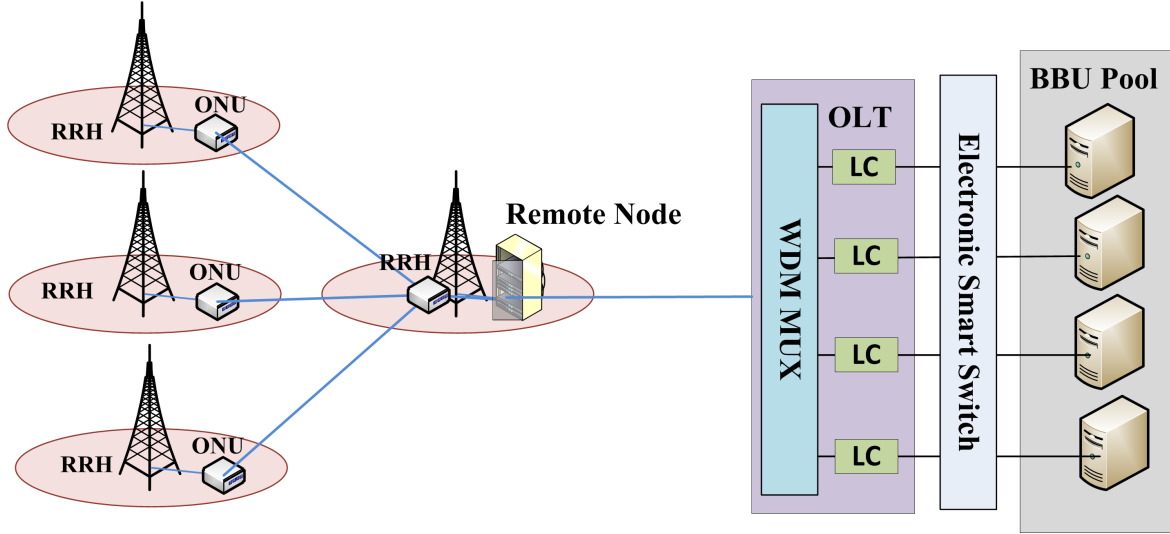 ONU
RRH
ONU
RRH
ONU
RRH
Remote Node
RRH
OLT
WDM MUX
LC
LC
LC
LC
Electronic Smart
Switch
BBU Pool